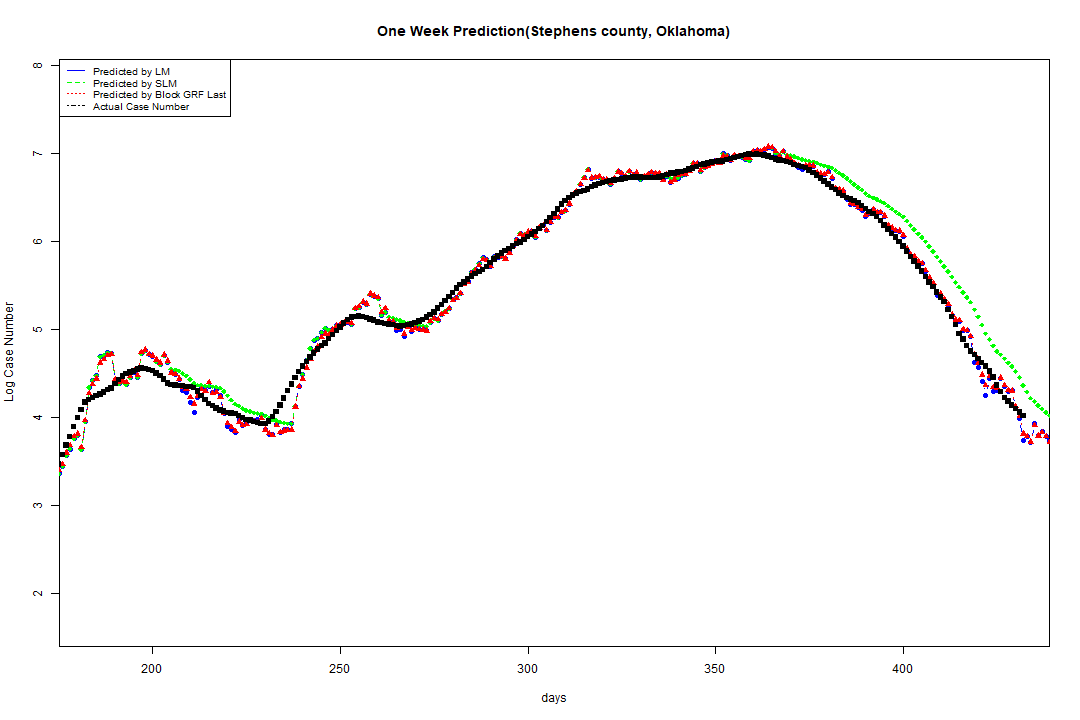 One Week Prediction(Stephens county, Oklahoma)
Predicted by LM
Predicted by SLM
Predicted by Block GRF Last
Actual Case Number
Log Case Number
8
7
6
5
4
3
2
200
250
300
350
400
days